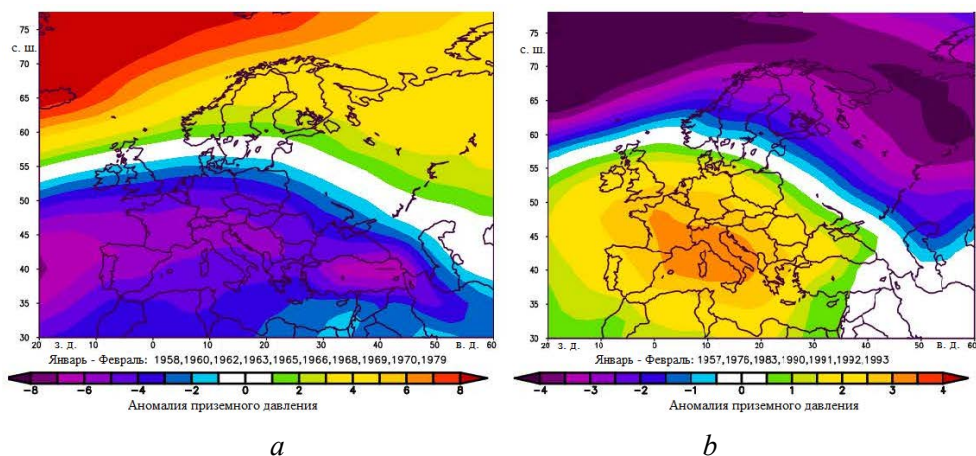 с. ш.
75
70
65
60
55
50
45
40
35
30
20 з. д. 0 10 20 30 40 в. д. 60
Январь - Февраль: 1958,1960,1962,1963,1965,1966,1968,1969,1970,1979
-8 -6 -4 -2 0 2 4 6 8
Аномалия приземного давления
a
с. ш.
75
70
65
60
55
50
45
40
35
30
20 з. д. 0 10 20 30 40 в. д. 60
Январь - Февраль: 1957,1976,1983,1990,1991,1992,1993
-4 -3 -2 -1 0 1 2 3 4
Аномалия приземного давления
b